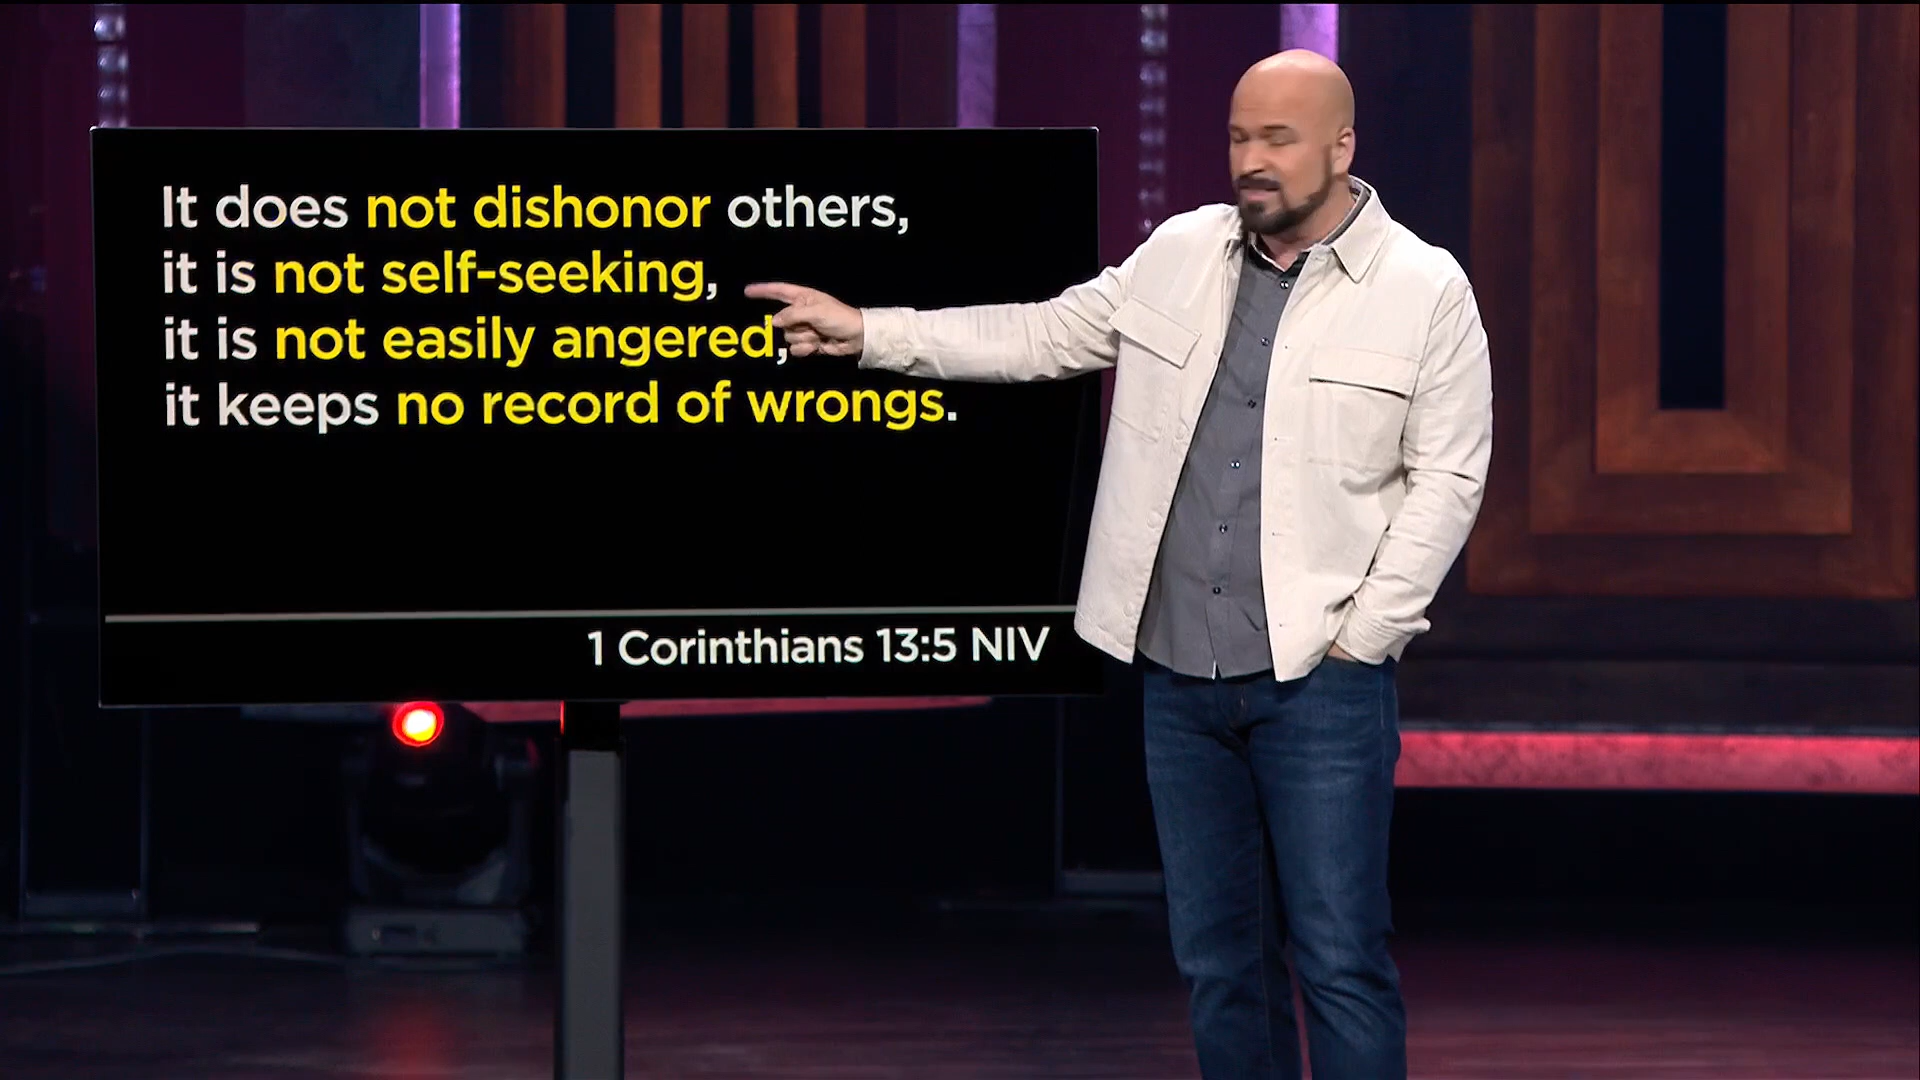 It does not dishonor others,
it is not self-seeking,
it is not easily angered,
it keeps no record of wrongs.
1 Corinthians 13:5 NIV